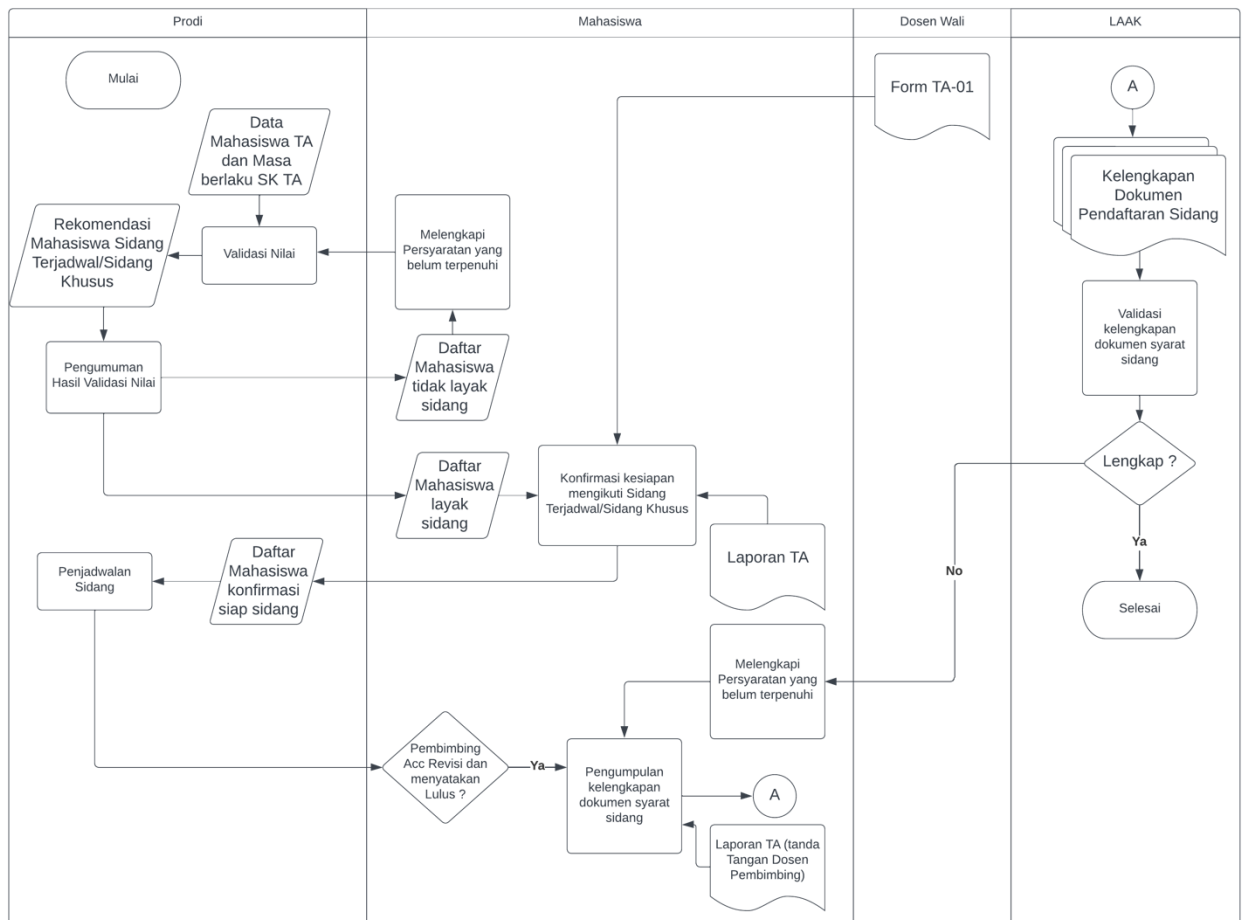 Prodi
Mahasiswa
Dosen Wali
LAAK
Mulai
Form TA-01
A
Data
Mahasiswa TA
dan Masa
berlaku SK TA
Kelengkapan
Dokumen
Pendaftaran Sidang
Rekomendasi
Mahasiswa Sidang
Terjadwal/Sidang
Khusus
Validasi Nilai
Melengkapi
Persyaratan yang
belum terpenuhi
Validasi
kelengkapan
dokumen syarat
sidang
Pengumuman
Hasil Validasi Nilai
Daftar
Mahasiswa
tidak layak
sidang
Daftar
Mahasiswa
layak
sidang
Konfirmasi kesiapan
mengikuti Sidang
Terjadwal/Sidang Khusus
Lengkap ?
Ya
No
Laporan TA
Penjadwalan
Sidang
Daftar
Mahasiswa
konfirmasi
siap sidang
Selesai
Melengkapi
Persyaratan yang
belum terpenuhi
Pembimbing
Acc Revisi dan
menyatakan
Lulus ?
Ya
Pengumpulan
kelengkapan
dokumen syarat
sidang
A
Laporan TA (tanda
Tangan Dosen
Pembimbing)